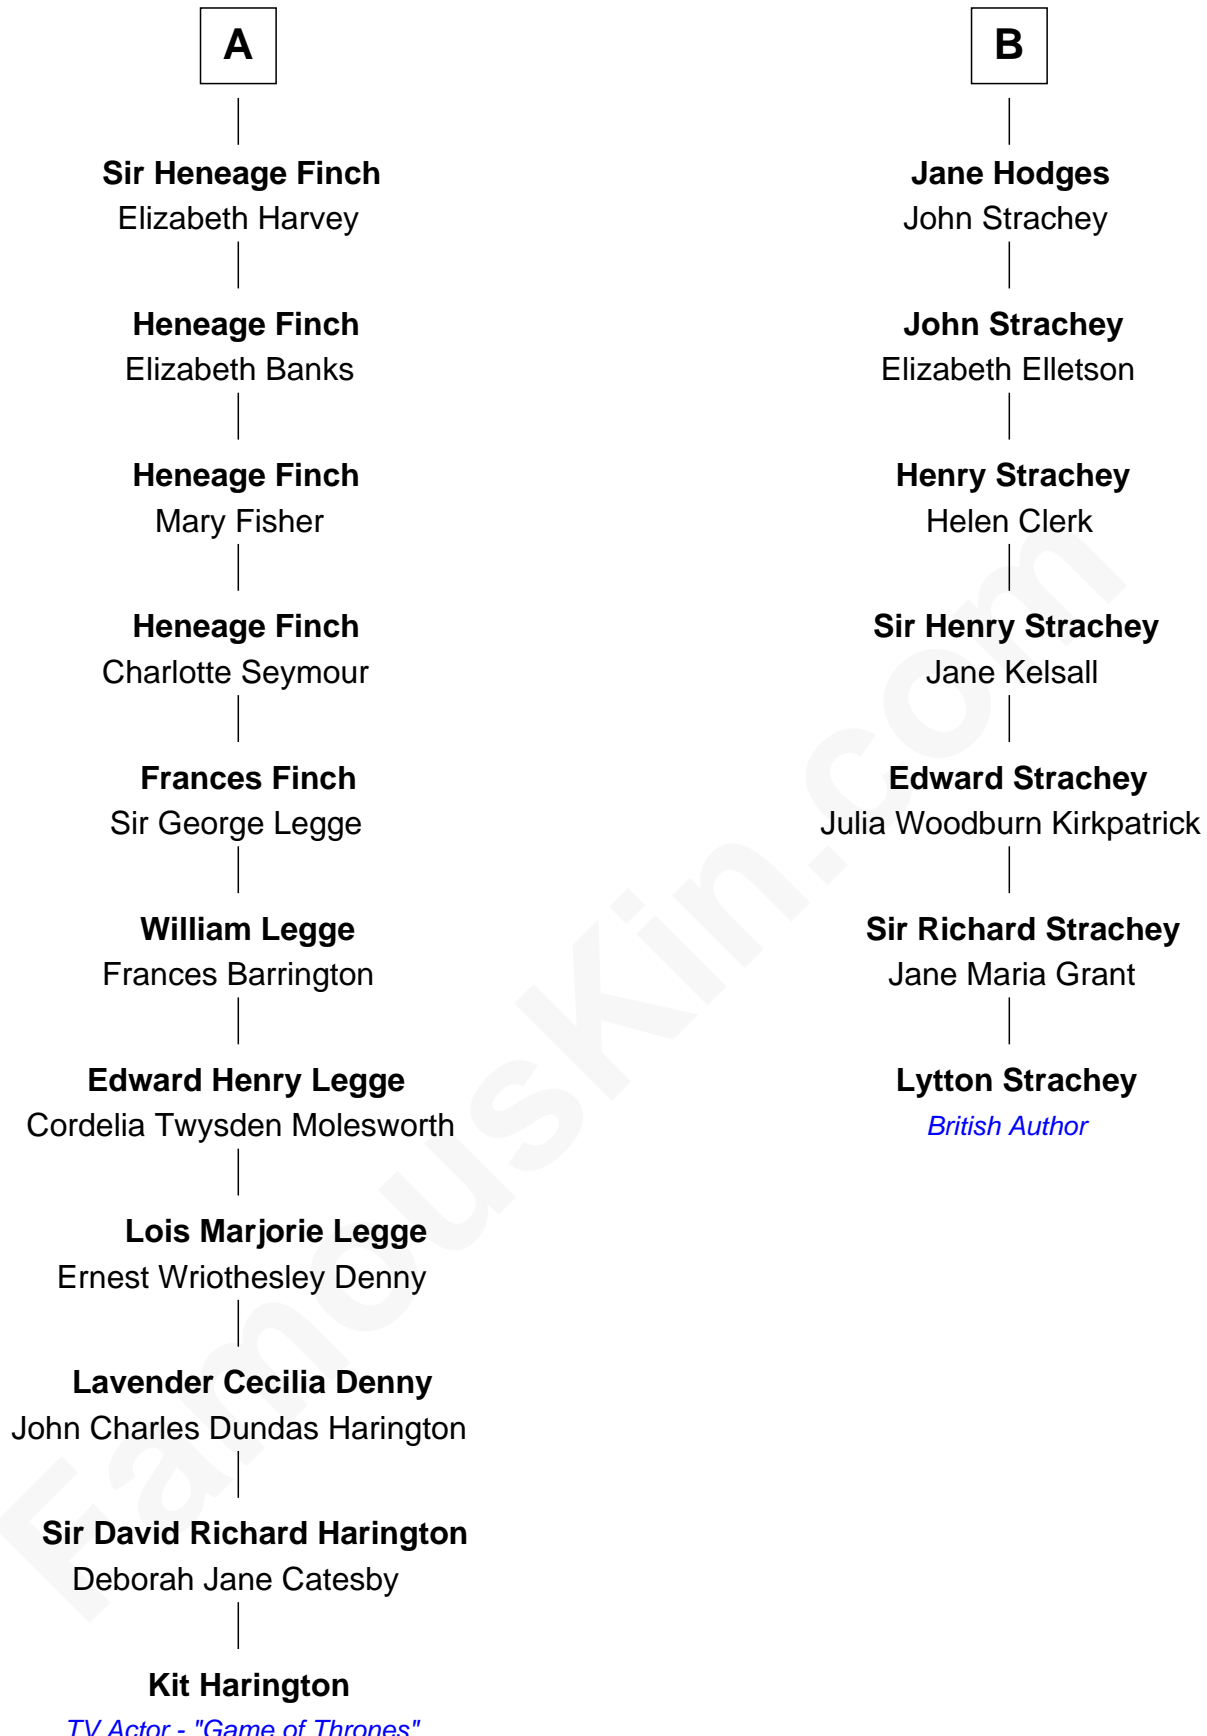 A
Sir Heneage Finch
Elizabeth Harvey
Heneage Finch
Elizabeth Banks
Heneage Finch
Mary Fisher
Heneage Finch
Charlotte Seymour
Frances Finch
Sir George Legge
William Legge
Frances Barrington
Edward Henry Legge
Cordelia Twysden Molesworth
Lois Marjorie Legge
Ernest Wriothesley Denny
Lavender Cecilia Denny
John Charles Dundas Harington
Sir David Richard Harington
Deborah Jane Catesby
Kit Harington
TV Actor - "Game of Thrones"
B
Jane Hodges
John Strachey
John Strachey
Elizabeth Elletson
Henry Strachey
Helen Clerk
Sir Henry Strachey
Jane Kelsall
Edward Strachey
Julia Woodburn Kirkpatrick
Sir Richard Strachey
Jane Maria Grant
Lytton Strachey
British Author
FamousKin.com